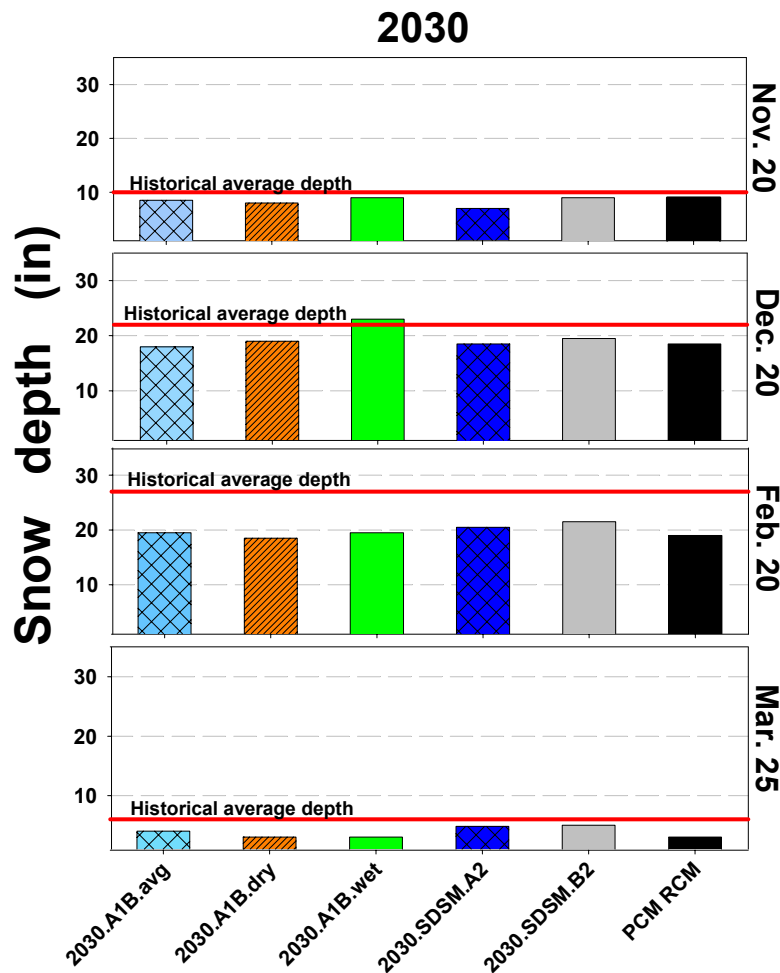 2030
Snow depth (in)
30
20
10
Historical average depth
Nov. 20
30
20
10
Historical average depth
Dec. 20
30
20
10
Historical average depth
Feb. 20
30
20
10
Historical average depth
Mar. 25
2030.A1B.avg
2030.A1B.dry
2030.A1B.wet
2030.SDSM.A2
2030.SDSM.B2
PCM RCM